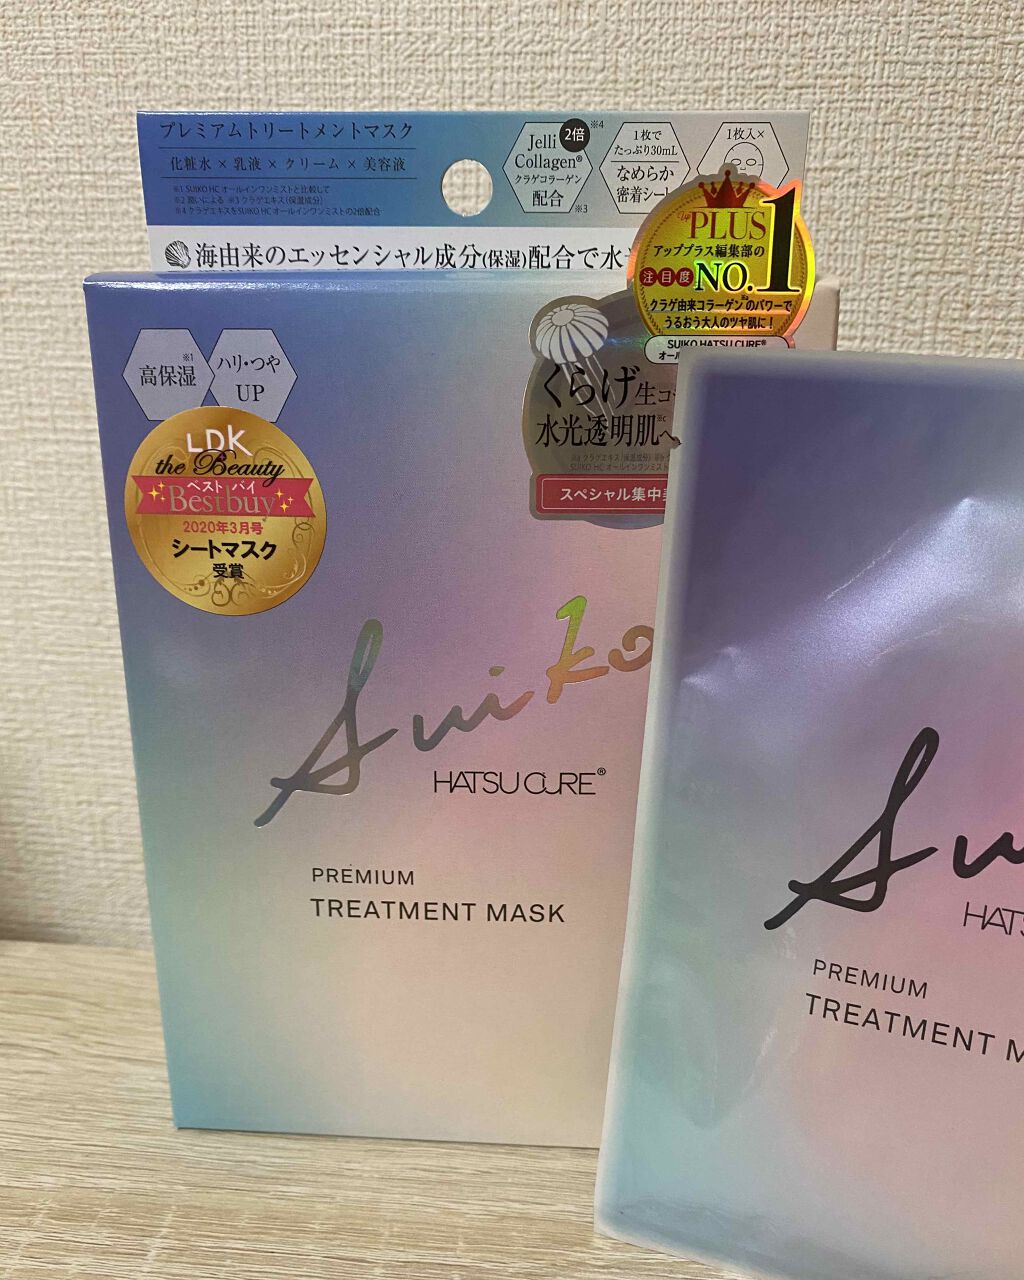 プレミアムトリートメントマスク
化粧水 × 乳液 × クリーム × 美容液
※1 SUIKO HC オールインワンミストと比較して
※2 潤いによる ※3 クラゲエキス(保湿成分)
※4 クラゲエキスをSUIKO HC オールインワンミストの2倍配合
Jelli
Collagen®
クラゲコラーゲン
配合
※3
2倍
※4
1枚で
たっぷり30mL
なめらか
密着シート
1枚入×
海由来のエッセンシャル成分(保湿)配合で水
up
PLUS
アッププラス編集部の
注目度 NO.1
クラゲ由来コラーゲンのパワーで
うるおう大人のツヤ肌に!
SUIKO HATSU CURE®
オー
高保湿
※1
ハリ・つや
UP
LDK
the Beauty
ベスト バイ
Bestbuy
2020年3月号
シートマスク
受賞
くらげ生コ
水光透明肌へ
スペシャル集中美
Suiko
HATSU CURE®
PREMIUM
TREATMENT MASK
Su
HATS
PREMIUM
TREATMENT M